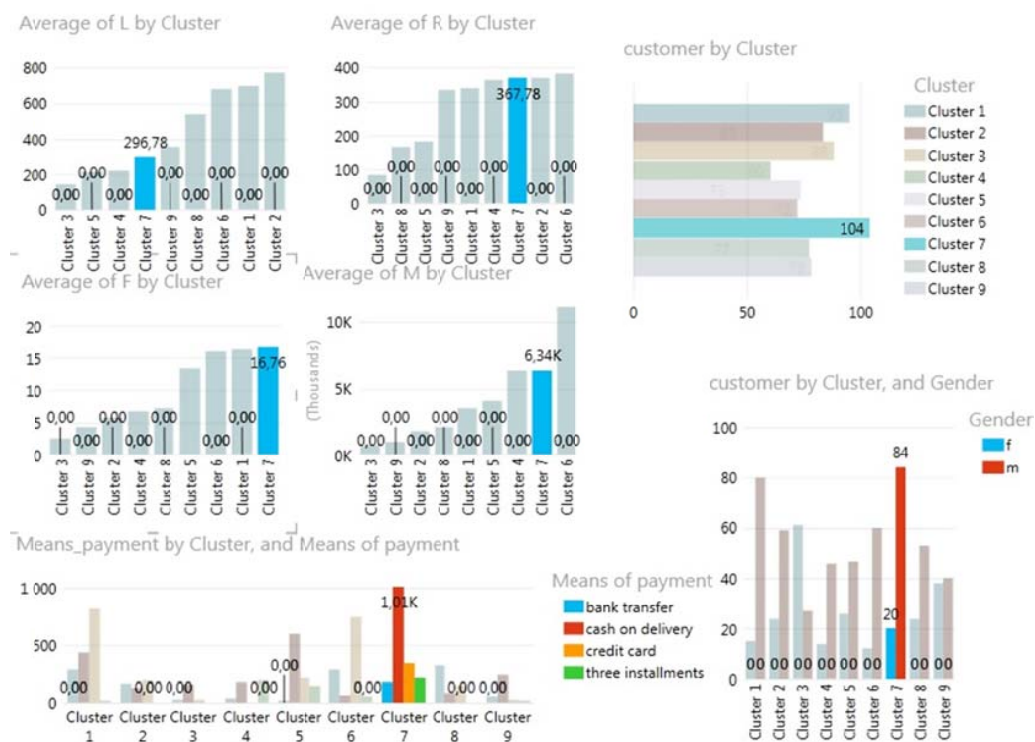 Average of L by Cluster
800
600
400
200
0
296,78
0,00 0,00 0,00 0,00 0,00 0,00 0,00 0,00
Cluster 3
Cluster 5
Cluster 4
Cluster 7
Cluster 9
Cluster 8
Cluster 6
Cluster 1
Cluster 2
Average of R by Cluster
400
300
200
100
0
367,78
0,00 0,00 0,00 0,00 0,00 0,00 0,00 0,00
Cluster 3
Cluster 8
Cluster 5
Cluster 9
Cluster 1
Cluster 4
Cluster 7
Cluster 2
Cluster 6
customer by Cluster
104
0 50 100
Cluster
Cluster 1
Cluster 2
Cluster 3
Cluster 4
Cluster 5
Cluster 6
Cluster 7
Cluster 8
Cluster 9
Average of F by Cluster
20
15
10
5
0
16,76
0,00 0,00 0,00 0,00 0,00 0,00 0,00 0,00
Cluster 3
Cluster 9
Cluster 2
Cluster 4
Cluster 8
Cluster 5
Cluster 6
Cluster 1
Cluster 7
Average of M by Cluster
(Thousands)
10K
5K
0K
6,34K
0,00 0,00 0,00 0,00 0,00 0,00 0,00 0,00
Cluster 3
Cluster 9
Cluster 2
Cluster 8
Cluster 1
Cluster 5
Cluster 4
Cluster 7
Cluster 6
customer by Cluster, and Gender
Gender
f
m
100
80
60
40
20
0
84
20
00 00 00 00 00 00 00 00
Cluster 1
Cluster 2
Cluster 3
Cluster 4
Cluster 5
Cluster 6
Cluster 7
Cluster 8
Cluster 9
Means_payment by Cluster, and Means of payment
1 000
500
0
1,01K
0,00 0,00 0,00 0,00 0,00 0,00 0,00 0,00
Cluster 1
Cluster 2
Cluster 3
Cluster 4
Cluster 5
Cluster 6
Cluster 7
Cluster 8
Cluster 9
Means of payment
bank transfer
cash on delivery
credit card
three installments